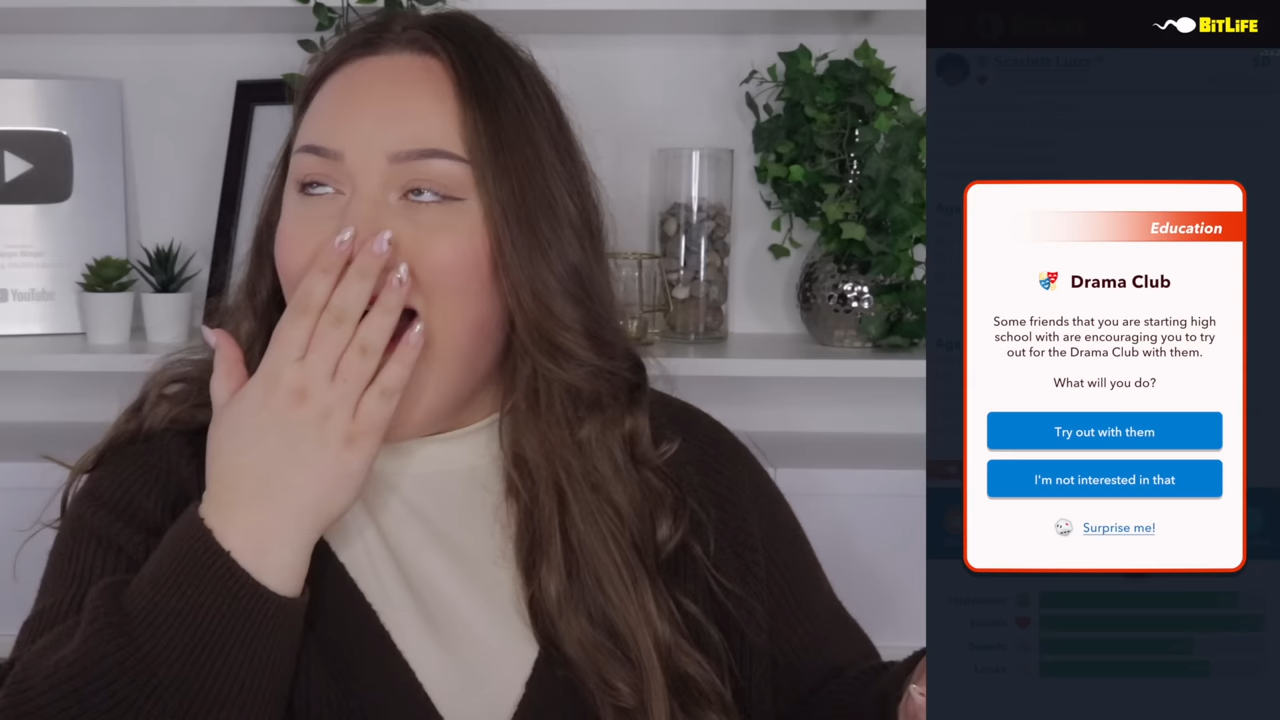 YouTube
BITLIFE
Education
Drama Club
Some friends that you are starting high
school with are encouraging you to try
out for the Drama Club with them.
What will you do?
Try out with them
I'm not interested in that
Surprise me!